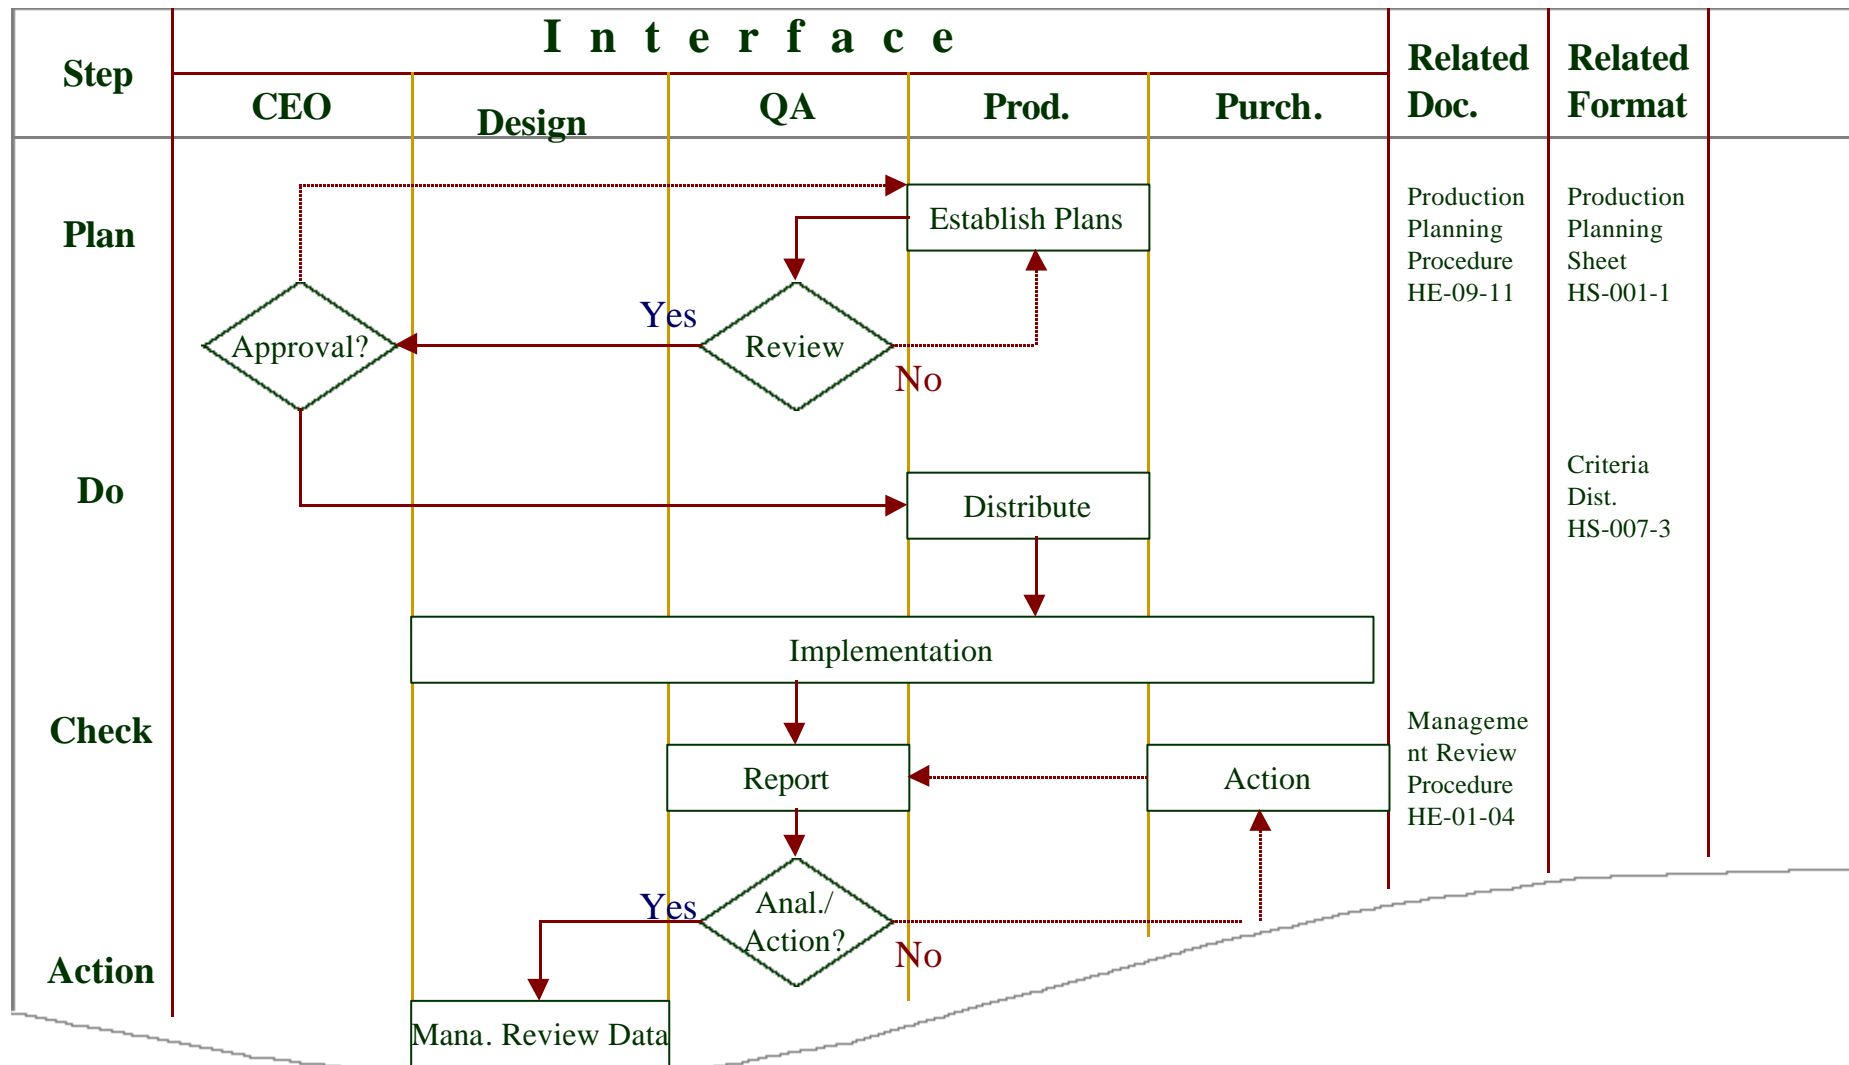 I n t e r f a c e
Step
CEO
Design
QA
Prod.
Purch.
Related
Doc.
Related
Format
Plan
Establish Plans
Production
Planning
Procedure
HE-09-11
Production
Planning
Sheet
HS-001-1
Yes
Approval?
Review
No
Do
Distribute
Criteria
Dist.
HS-007-3
Implementation
Check
Report
Action
Manageme
nt Review
Procedure
HE-01-04
Yes
Anal./
Action?
No
Action
Mana. Review Data